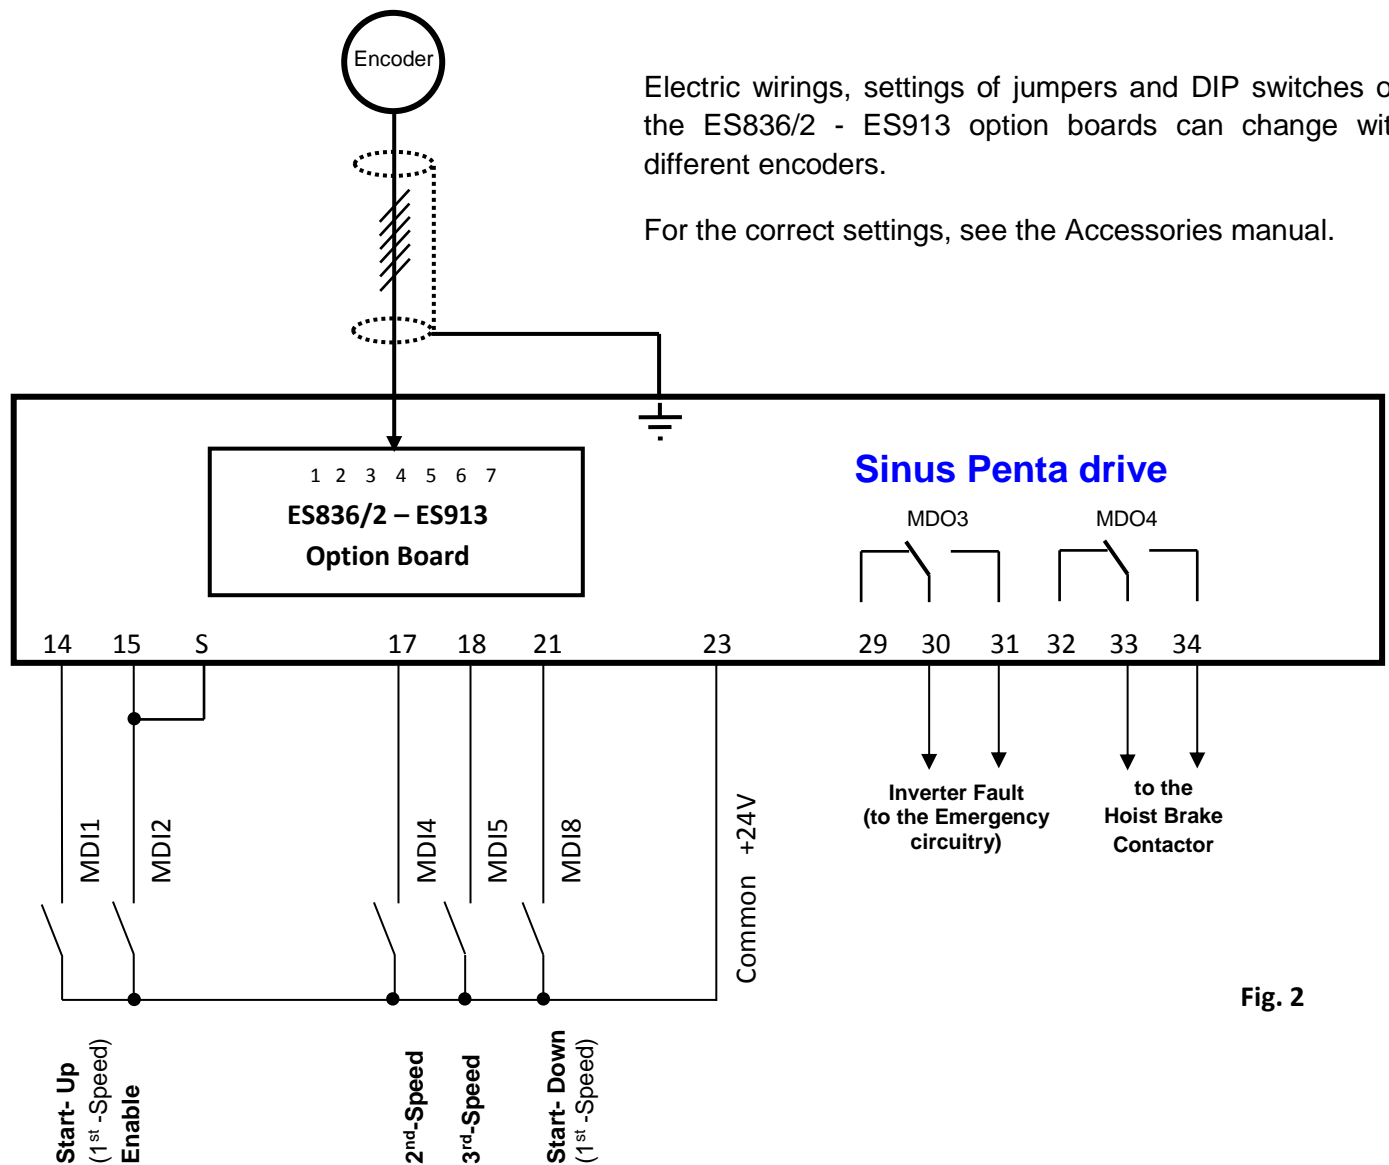 Encoder
Electric wirings, settings of jumpers and DIP switches
the ES836/2 - ES913 option boards can change
different encoders.
For the correct settings, see the Accessories manual.
1 2 3 4 5 6 7
ES836/2 – ES913
Option Board
Sinus Penta drive
MDO3 MDO4
14 15 S 17 18 21 23 29 30 31 32 33 34
MDI1
MDI2
MDI4
MDI5
MDI8
Common +24V
Inverter Fault
(to the Emergency
circuitry)
to the
Hoist Brake
Contactor
Fig. 2
Start- Up
(1st -Speed)
Enable
2nd-Speed
3rd-Speed
Start- Down
(1st -Speed)